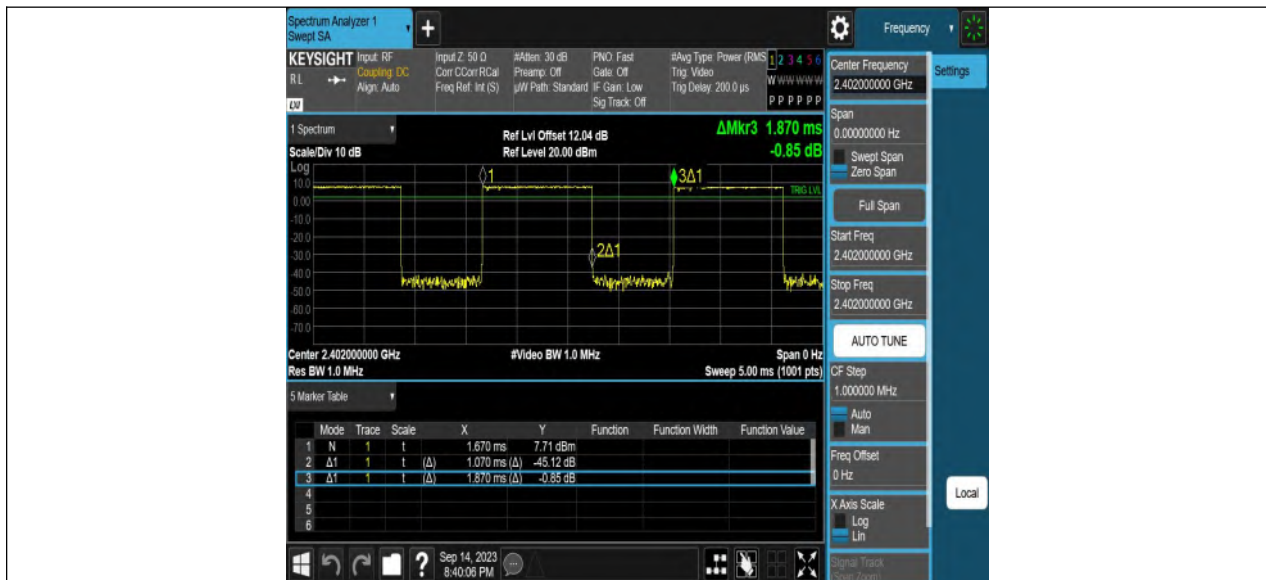 Spectrum Analyzer 1
Swept SA
+
Frequency
KEYSIGHT
RL
LXI
Input: RF
Coupling: DC
Align: Auto
Input Z: 50 Ω
Corr CCorr RCal
Freq Ref: Int (S)
#Atten: 30 dB
Preamp: Off
µW Path: Standard
PNO: Fast
Gate: Off
IF Gain: Low
Sig Track: Off
#Avg Type: Power (RMS
Trig: Video
Trig Delay: 200.0 µs
1 2 3 4 5 6
W W W W W W
P P P P P P
1 Spectrum
Scale/Div 10 dB
Ref Lvl Offset 12.04 dB
Ref Level 20.00 dBm
ΔMkr3 1.870 ms
-0.85 dB
Log
10.0
0.00
-10.0
-20.0
-30.0
-40.0
-50.0
-60.0
-70.0
1
3Δ1
TRIG LVL
2Δ1
Center 2.402000000 GHz
#Video BW 1.0 MHz
Span 0 Hz
Res BW 1.0 MHz
Sweep 5.00 ms (1001 pts)
5 Marker Table
Mode Trace Scale X Y Function Function Width Function Value
1 N 1 t 1.670 ms 7.71 dBm
2 Δ1 1 t (Δ) 1.070 ms (Δ) -45.12 dB
3 Δ1 1 t (Δ) 1.870 ms (Δ) -0.85 dB
4
5
6
?
Sep 14, 2023
8:40:06 PM
Center Frequency
2.402000000 GHz
Settings
Span
0.00000000 Hz
Swept Span
Zero Span
Full Span
Start Freq
2.402000000 GHz
Stop Freq
2.402000000 GHz
AUTO TUNE
CF Step
1.000000 MHz
Auto
Man
Freq Offset
0 Hz
X Axis Scale
Log
Lin
Local
Signal Track
(Span Zoom)